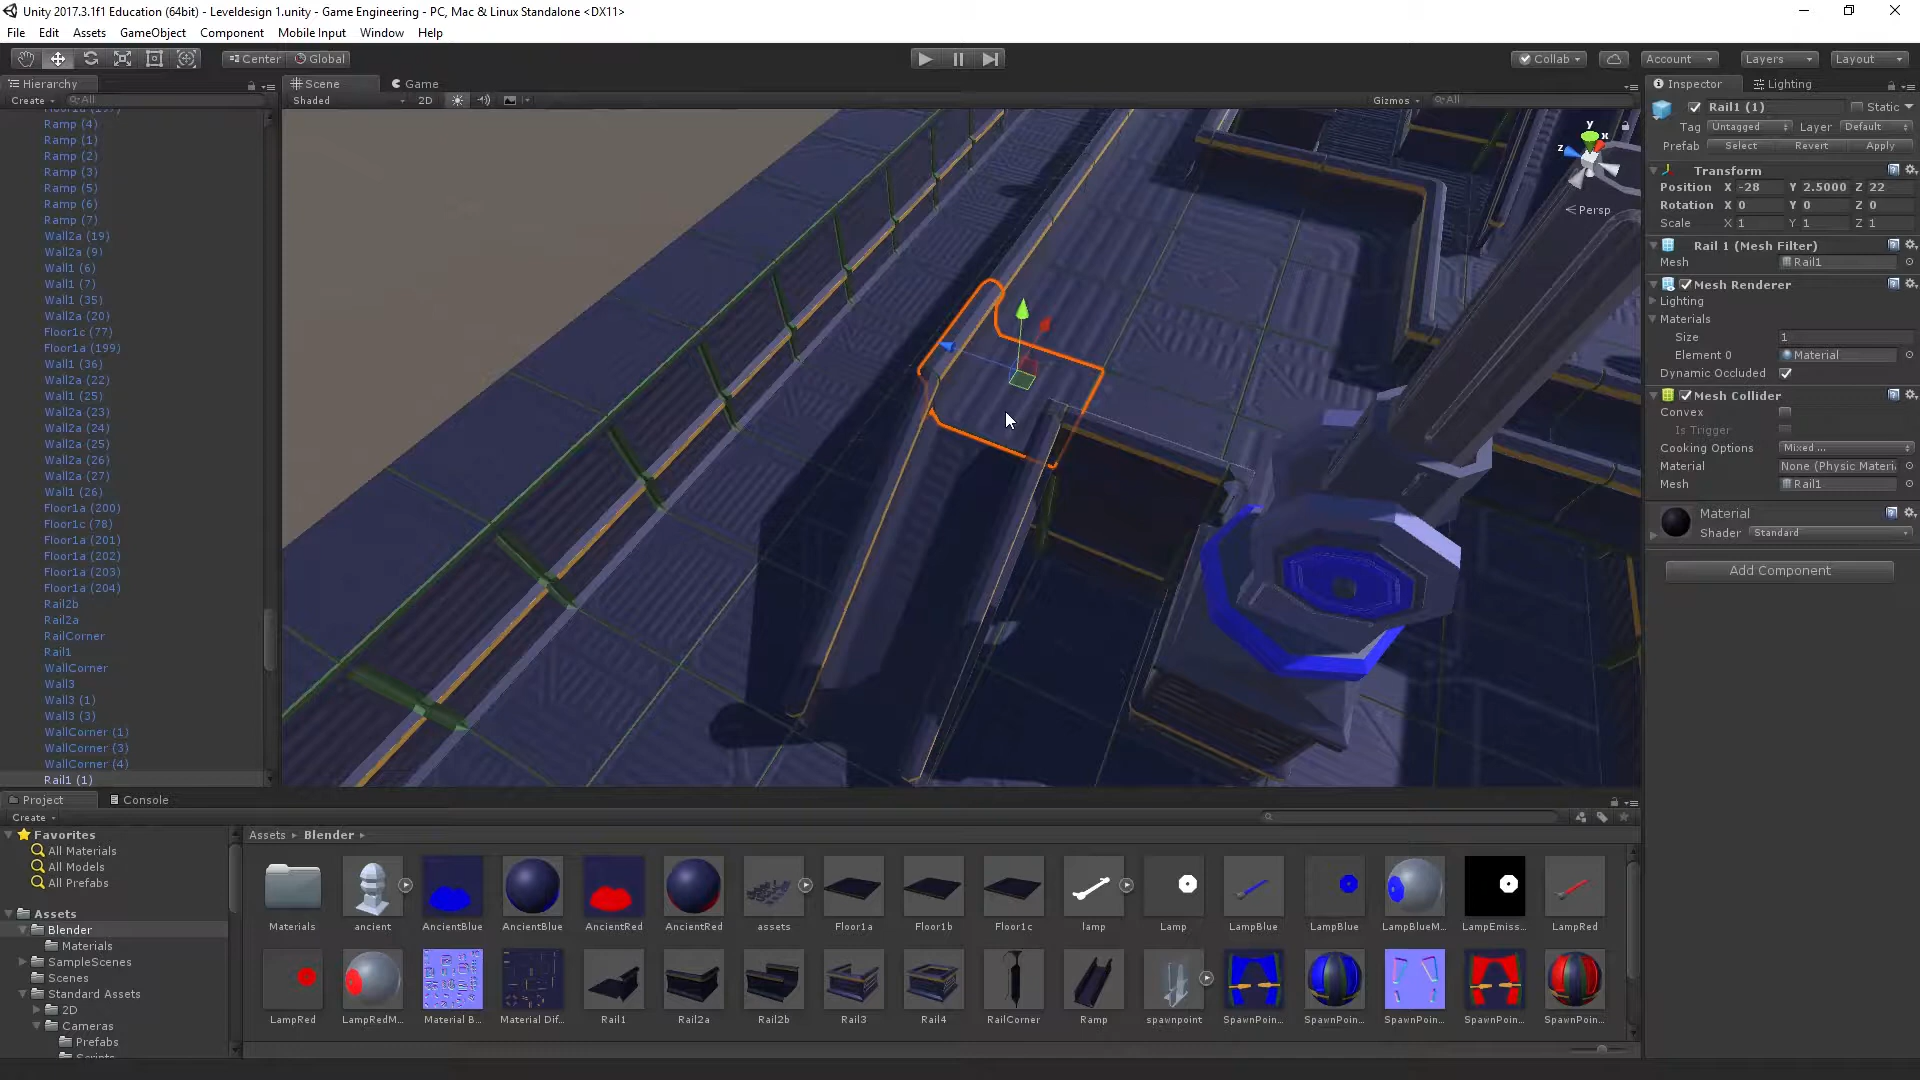 Unity 2017.3.1f1 Education (64bit) - Leveldesign 1.unity - Game Engineering - PC, Mac & Linux Standalone <DX11>
File Edit Assets GameObject Component Mobile Input Window Help
Center Global
Collab Account Layers Layout
Hierarchy
Create All
Ramp (4)
Ramp (1)
Ramp (2)
Ramp (3)
Ramp (5)
Ramp (6)
Ramp (7)
Wall2a (19)
Wall2a (9)
Wall1 (6)
Wall1 (7)
Wall1 (35)
Wall2a (20)
Floor1c (77)
Floor1a (199)
Wall1 (36)
Wall2a (22)
Wall1 (25)
Wall2a (23)
Wall2a (24)
Wall2a (25)
Wall2a (26)
Wall2a (27)
Wall1 (26)
Floor1a (200)
Floor1c (78)
Floor1a (201)
Floor1a (202)
Floor1a (203)
Floor1a (204)
Rail2b
Rail2a
RailCorner
Rail1
WallCorner
Wall3
Wall3 (1)
Wall3 (3)
WallCorner (1)
WallCorner (3)
WallCorner (4)
Rail1 (1)
Scene Game
Shaded 2D Gizmos All
y
x
z
Persp
Inspector Lighting
Rail1 (1) Static
Tag Untagged Layer Default
Prefab Select Revert Apply
Transform
Position X -28 Y 2.5000 Z 22
Rotation X 0 Y 0 Z 0
Scale X 1 Y 1 Z 1
Rail 1 (Mesh Filter)
Mesh Rail1
Mesh Renderer
Lighting
Materials
Size 1
Element 0 Material
Dynamic Occluded
Mesh Collider
Convex
Is Trigger
Cooking Options Mixed ...
Material None (Physic Materi
Mesh Rail1
Material
Shader Standard
Add Component
Project Console
Create
Favorites
All Materials
All Models
All Prefabs
Assets
Blender
Materials
SampleScenes
Scenes
Standard Assets
2D
Cameras
Prefabs
Assets Blender
Materials ancient AncientBlue AncientBlue AncientRed AncientRed assets Floor1a Floor1b Floor1c lamp Lamp LampBlue LampBlue LampBlueM... LampEmiss... LampRed
LampRed LampRedM... Material B... Material Dif... Rail1 Rail2a Rail2b Rail3 Rail4 RailCorner Ramp spawnpoint SpawnPoin... SpawnPoin... SpawnPoin... SpawnPoin... SpawnPoin...